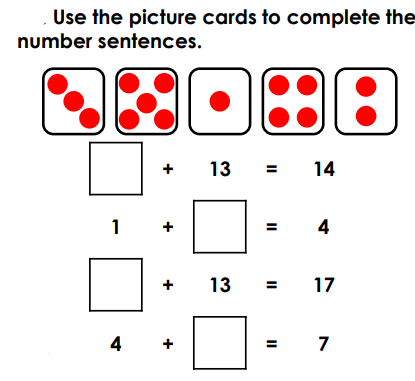 . Use the picture cards to complete the
number sentences.
+ 13 = 14
1 + = 4
+ 13 = 17
4 + = 7